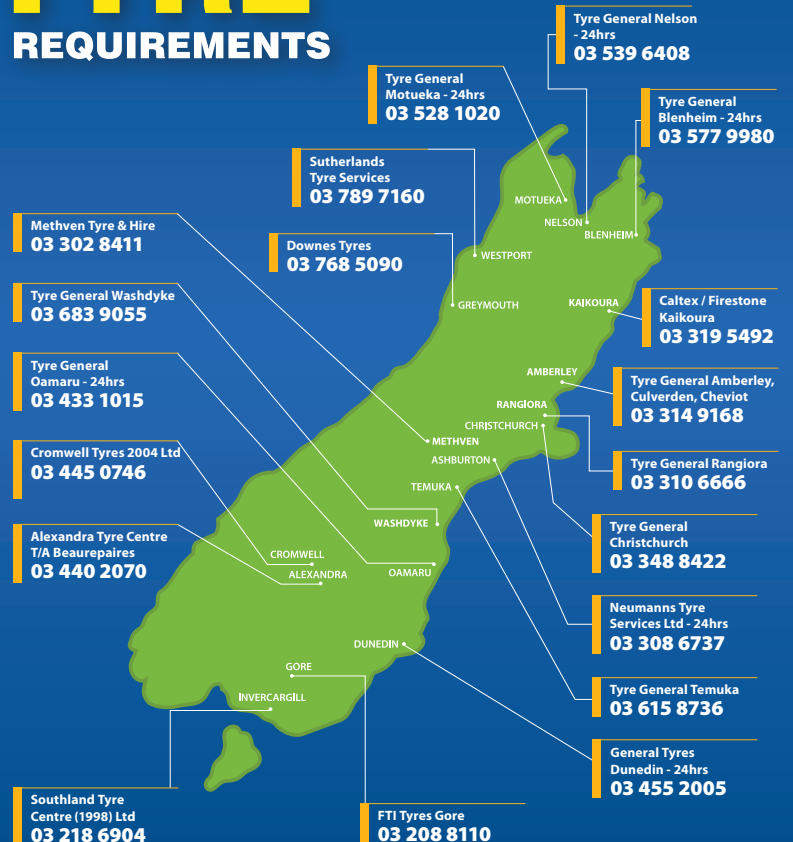 TYRE
REQUIREMENTS
Tyre General Nelson
- 24hrs
03 539 6408
Tyre General
Motueka - 24hrs
03 528 1020
Tyre General
Blenheim - 24hrs
03 577 9980
Sutherlands
Tyre Services
03 789 7160
Methven Tyre & Hire
03 302 8411
Downes Tyres
03 768 5090
Tyre General Washdyke
03 683 9055
Caltex / Firestone
Kaikoura
03 319 5492
Tyre General
Oamaru - 24hrs
03 433 1015
Tyre General Amberley,
Culverden, Cheviot
03 314 9168
Cromwell Tyres 2004 Ltd
03 445 0746
Tyre General Rangiora
03 310 6666
Alexandra Tyre Centre
T/A Beaurepaires
03 440 2070
Tyre General
Christchurch
03 348 8422
Neumanns Tyre
Services Ltd - 24hrs
03 308 6737
Tyre General Temuka
03 615 8736
General Tyres
Dunedin - 24hrs
03 455 2005
Southland Tyre
Centre (1998) Ltd
03 218 6904
FTI Tyres Gore
03 208 8110
MOTUEKA
NELSON
BLENHEIM
WESTPORT
GREYMOUTH
KAIKOURA
AMBERLEY
RANGIORA
CHRISTCHURCH
METHVEN
ASHBURTON
TEMUKA
WASHDYKE
CROMWELL
ALEXANDRA
OAMARU
DUNEDIN
GORE
INVERCARGILL